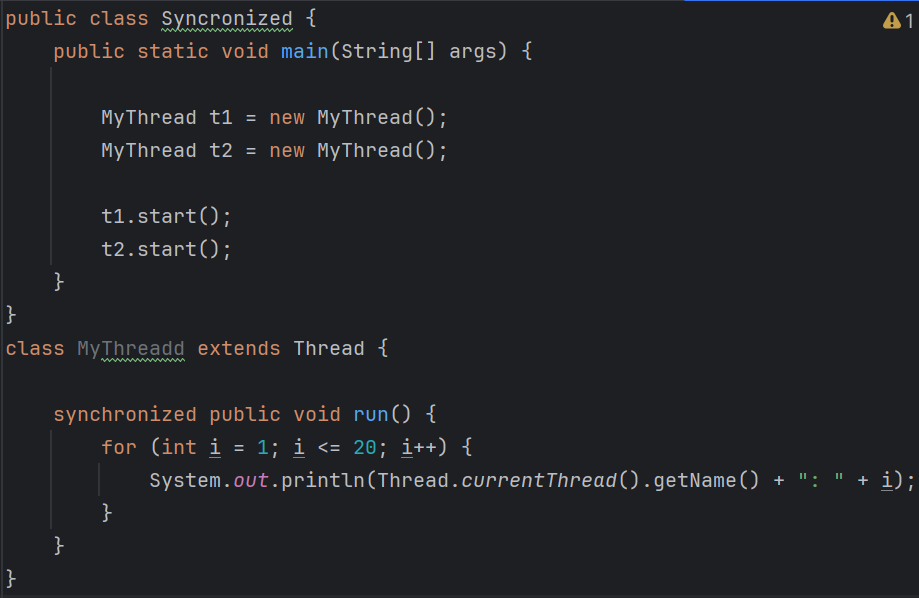 public class Syncronized {
1
    public static void main(String[] args) {
        MyThread t1 = new MyThread();
        MyThread t2 = new MyThread();
        t1.start();
        t2.start();
    }
}
class MyThreadd extends Thread {
    synchronized public void run() {
        for (int i = 1; i <= 20; i++) {
            System.out.println(Thread.currentThread().getName() + ": " + i);
        }
    }
}